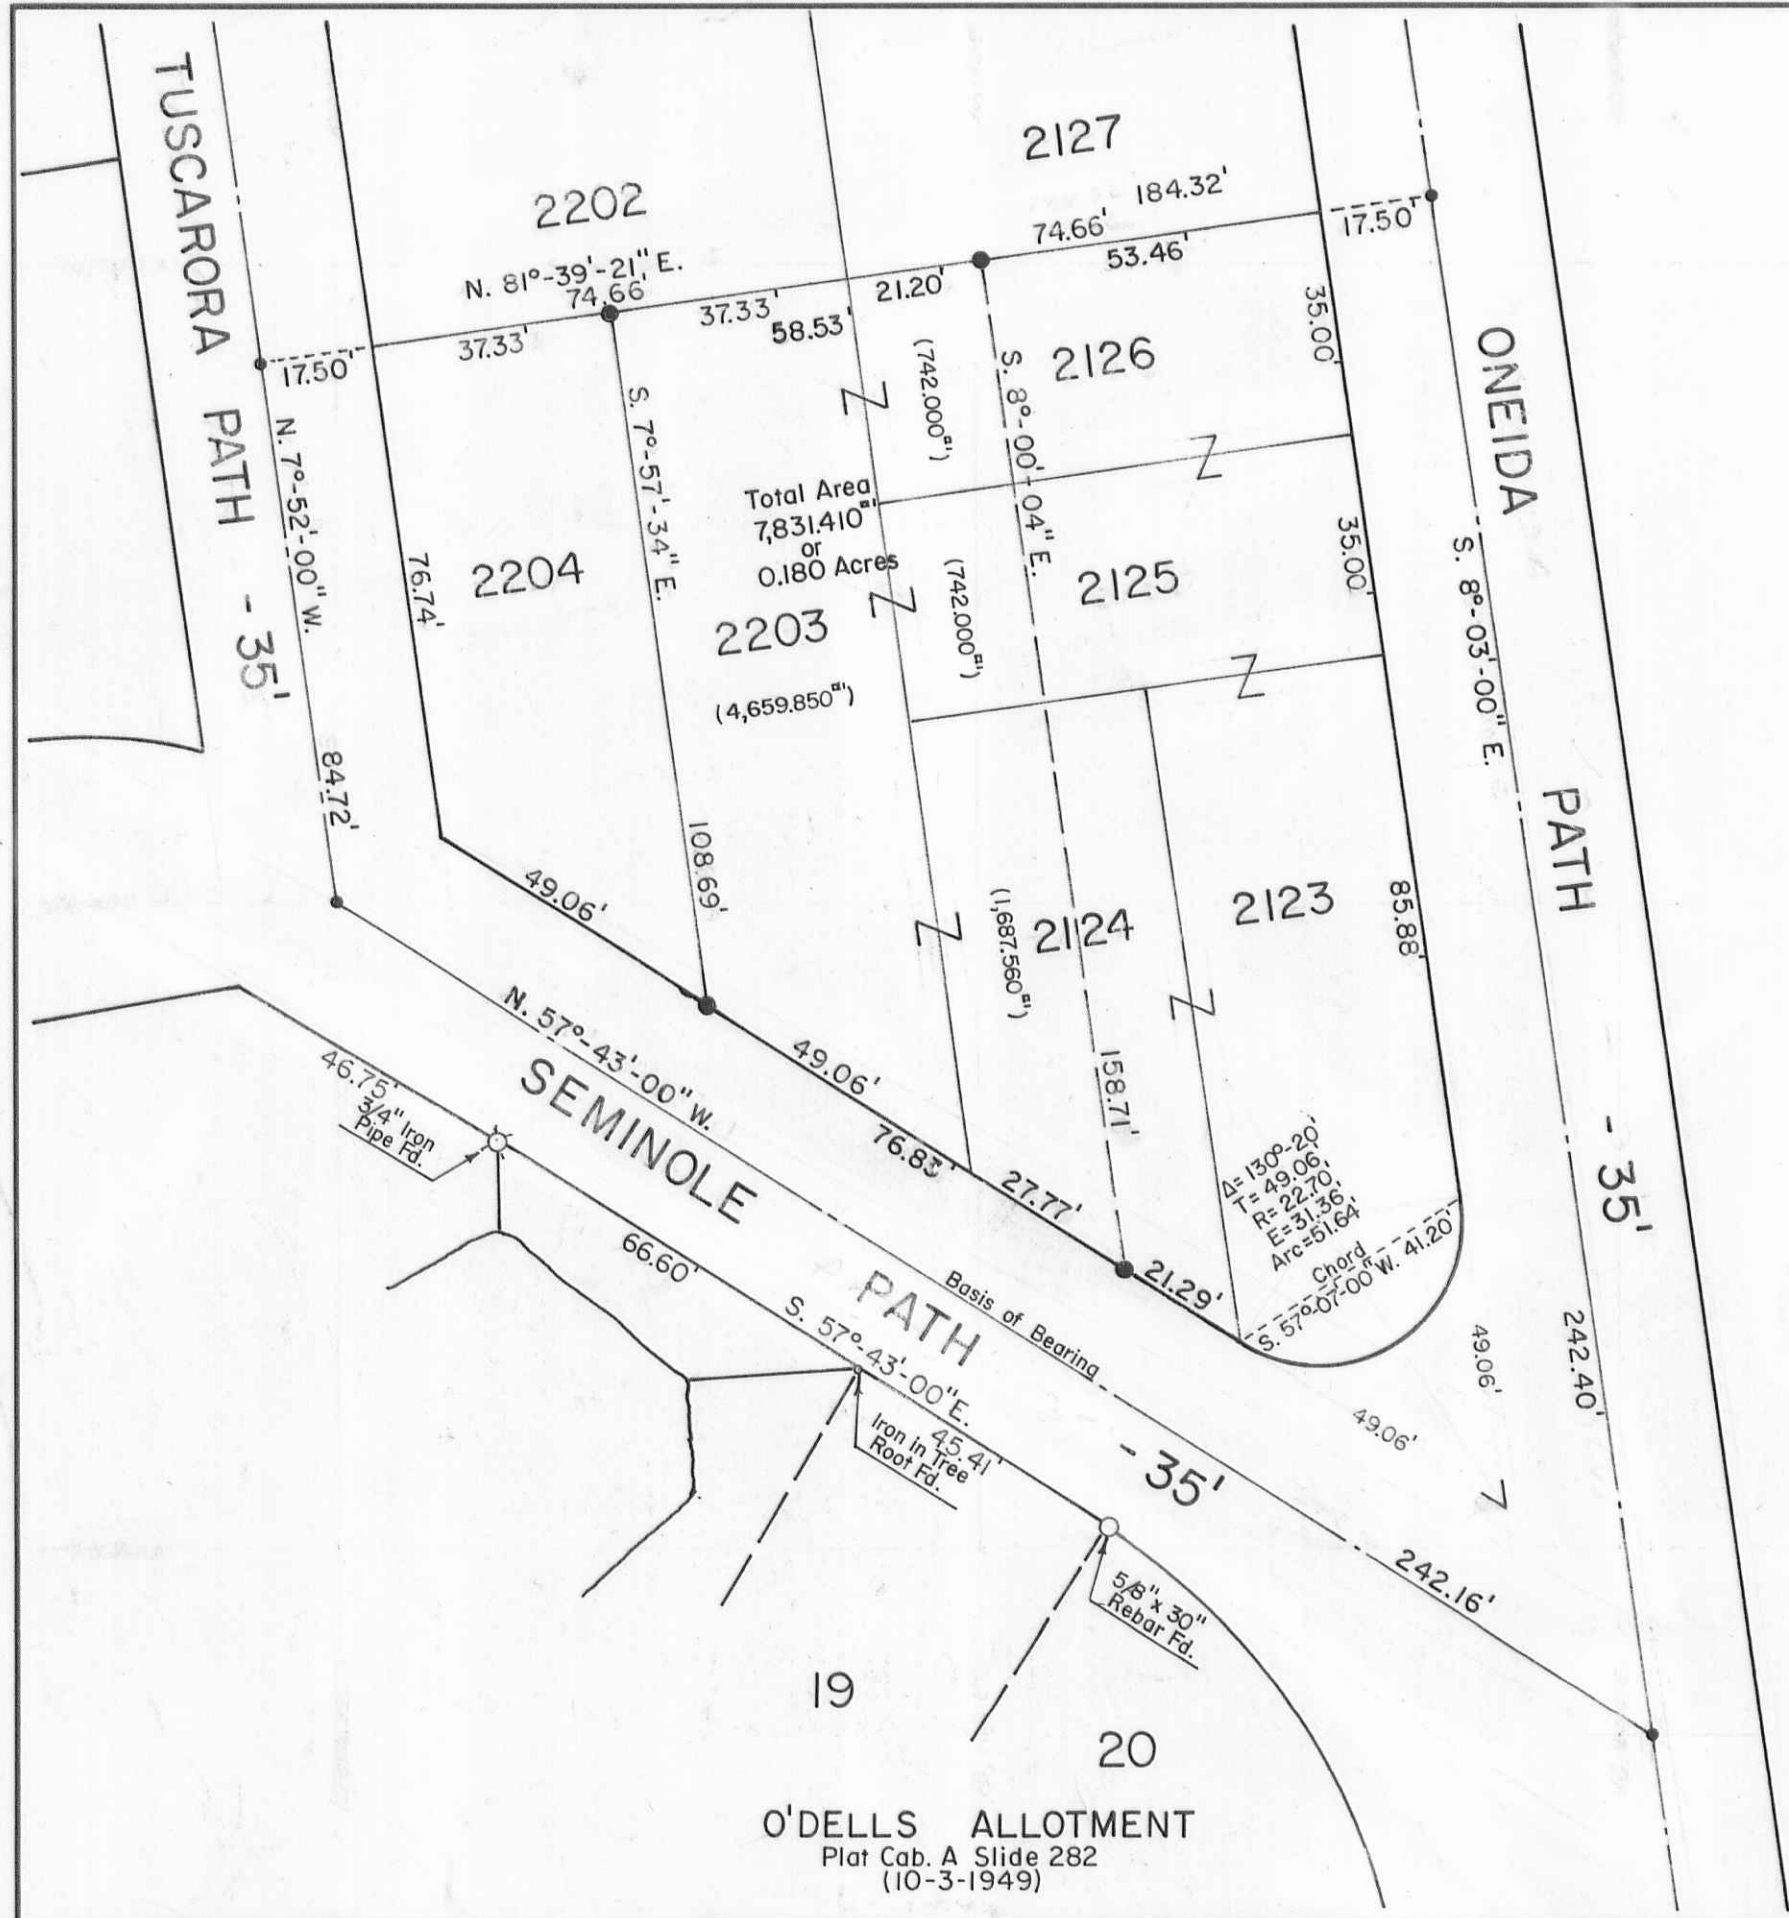 TUSCARORA PATH - 35'
2127
184.32'
74.66'
53.46'
17.50'
2202
N. 81°-39'-21" E.
74.66'
37.33'
37.33'
58.53'
21.20'
17.50'
N. 7°-52'-00" W.
84.72'
76.74'
2204
S. 7°-57'-34" E.
108.69'
Total Area
7,831.410□'
or
0.180 Acres
2203
(4,659.850□')
(742.000□')
S. 8°-00'-04" E.
158.71'
2126
35.00'
(742.000□')
2125
35.00'
(1,687.560□')
2124
2123
85.88'
ONEIDA PATH - 35'
S. 8°-03'-00" E.
242.40'
49.06'
49.06'
76.83'
27.77'
21.29'
Δ= 130°-20'
T= 49.06'
R= 22.70'
E= 31.36'
Arc=51.64'
Chord
S. 57°-07'-00" W. 41.20'
49.06'
49.06'
7
N. 57°-43'-00" W.
Basis of Bearing
242.16'
SEMINOLE PATH - 35'
46.75'
3/4" Iron
Pipe Fd.
66.60'
S. 57°-43'-00" E.
45.41'
Iron in Tree
Root Fd.
5/8" x 30"
Rebar Fd.
19
20
O'DELLS ALLOTMENT
Plat Cab. A Slide 282
(10-3-1949)